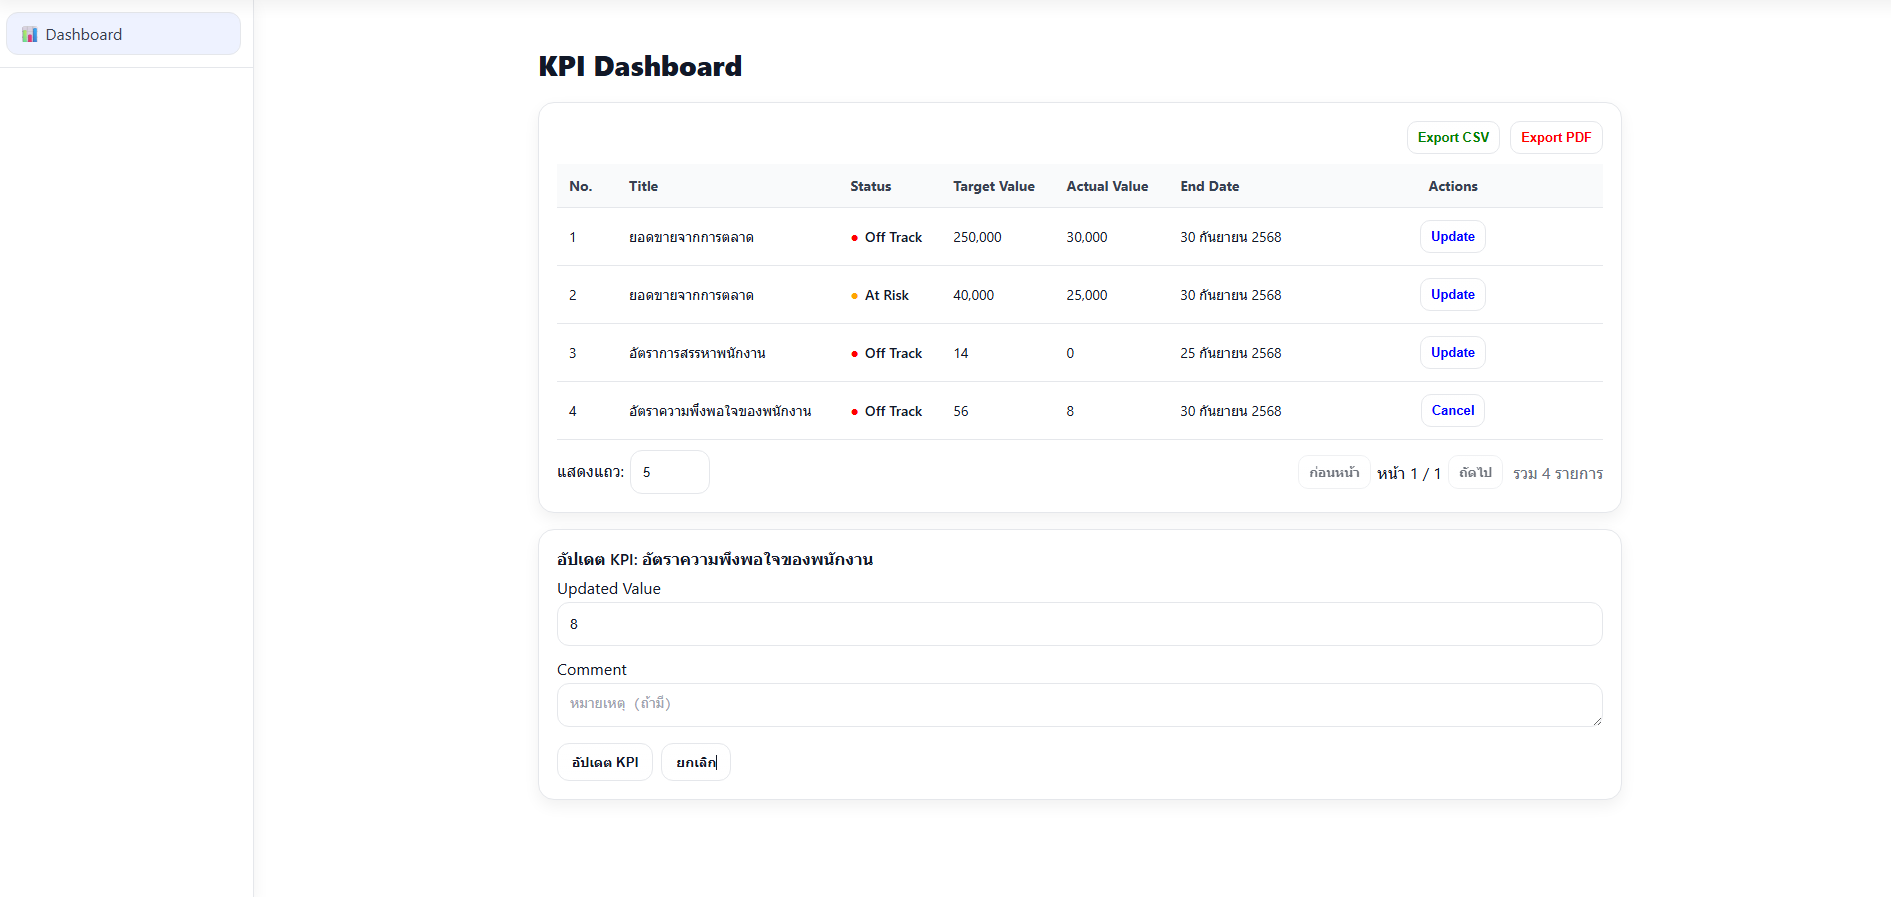 Dashboard
KPI Dashboard
Export CSV Export PDF
No. Title Status Target Value Actual Value End Date Actions
1 ยอดขายจากการตลาด Off Track 250,000 30,000 30 กันยายน 2568 Update
2 ยอดขายจากการตลาด At Risk 40,000 25,000 30 กันยายน 2568 Update
3 อัตราการสรรหาพนักงาน Off Track 14 0 25 กันยายน 2568 Update
4 อัตราความพึ่งพอใจของพนักงาน Off Track 56 8 30 กันยายน 2568 Cancel
แสดงแถว: 5 ก่อนหน้า หน้า 1 / 1 ถัดไป รวม 4 รายการ
อัปเดต KPI: อัตราความพึ่งพอใจของพนักงาน
Updated Value
8
Comment
หมายเหตุ (ถ้ามี)
อัปเดต KPI ยกเลิก